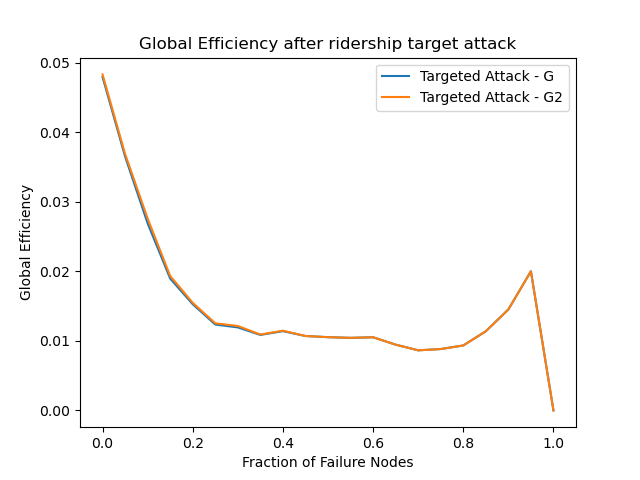 Global Efficiency after ridership target attack
Targeted Attack - G
Targeted Attack - G2
Global Efficiency
0.05
0.04
0.03
0.02
0.01
0.00
0.0 0.2 0.4 0.6 0.8 1.0
Fraction of Failure Nodes